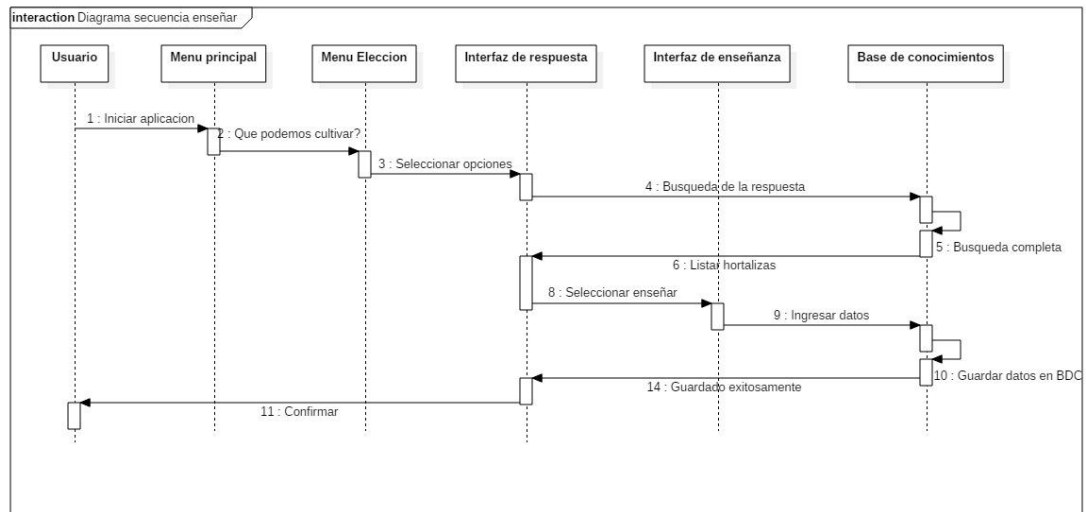 interaction Diagrama secuencia enseñar
Usuario
Menu principal
Menu Eleccion
Interfaz de respuesta
Interfaz de enseñanza
Base de conocimientos
1 : Iniciar aplicacion
2 : Que podemos cultivar?
3 : Seleccionar opciones
4 : Busqueda de la respuesta
5 : Busqueda completa
6 : Listar hortalizas
8 : Seleccionar enseñar
9 : Ingresar datos
10 : Guardar datos en BDC
14 : Guardado exitosamente
11 : Confirmar